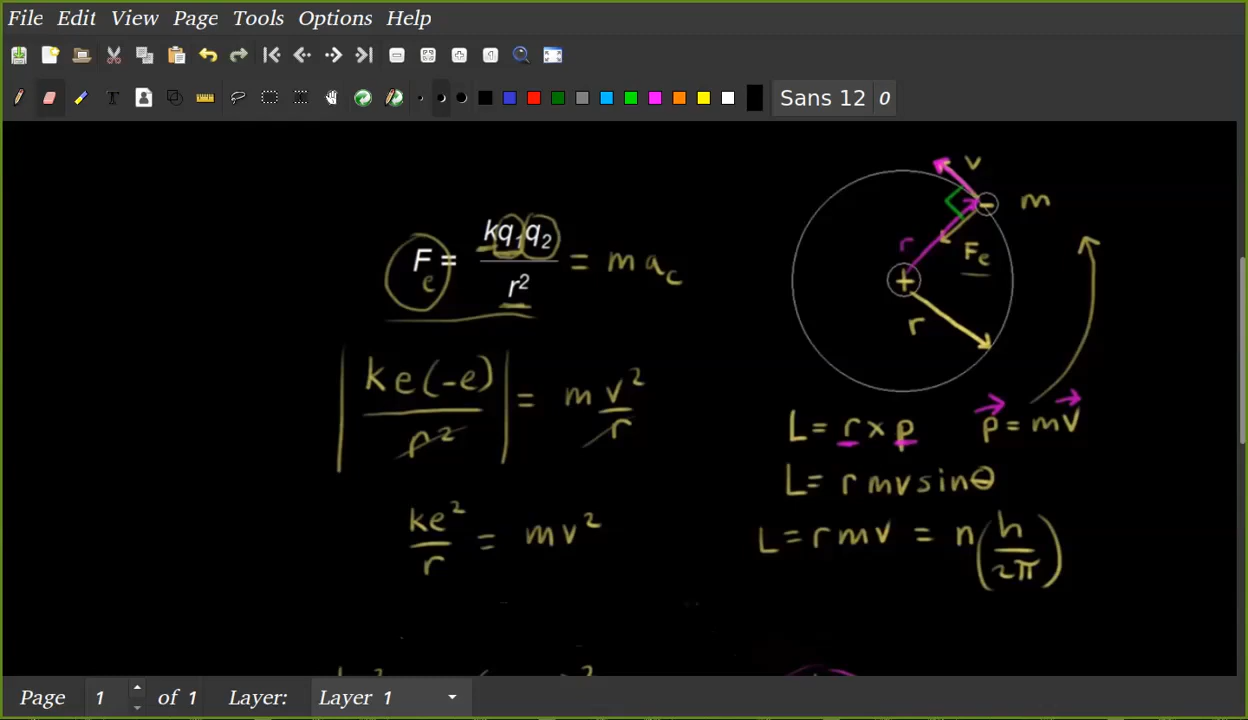 File Edit View Page Tools Options Help
Sans 12 0
v
m
r
Fe
+
r
−
Fe = kq₁q₂/r² = mac
|ke(-e)/r²| = mv²/r
ke²/r = mv²
L = r × p
p = mv
L = rmvsinθ
L = rmv = n(h/2π)
Page 1 of 1 Layer: Layer 1